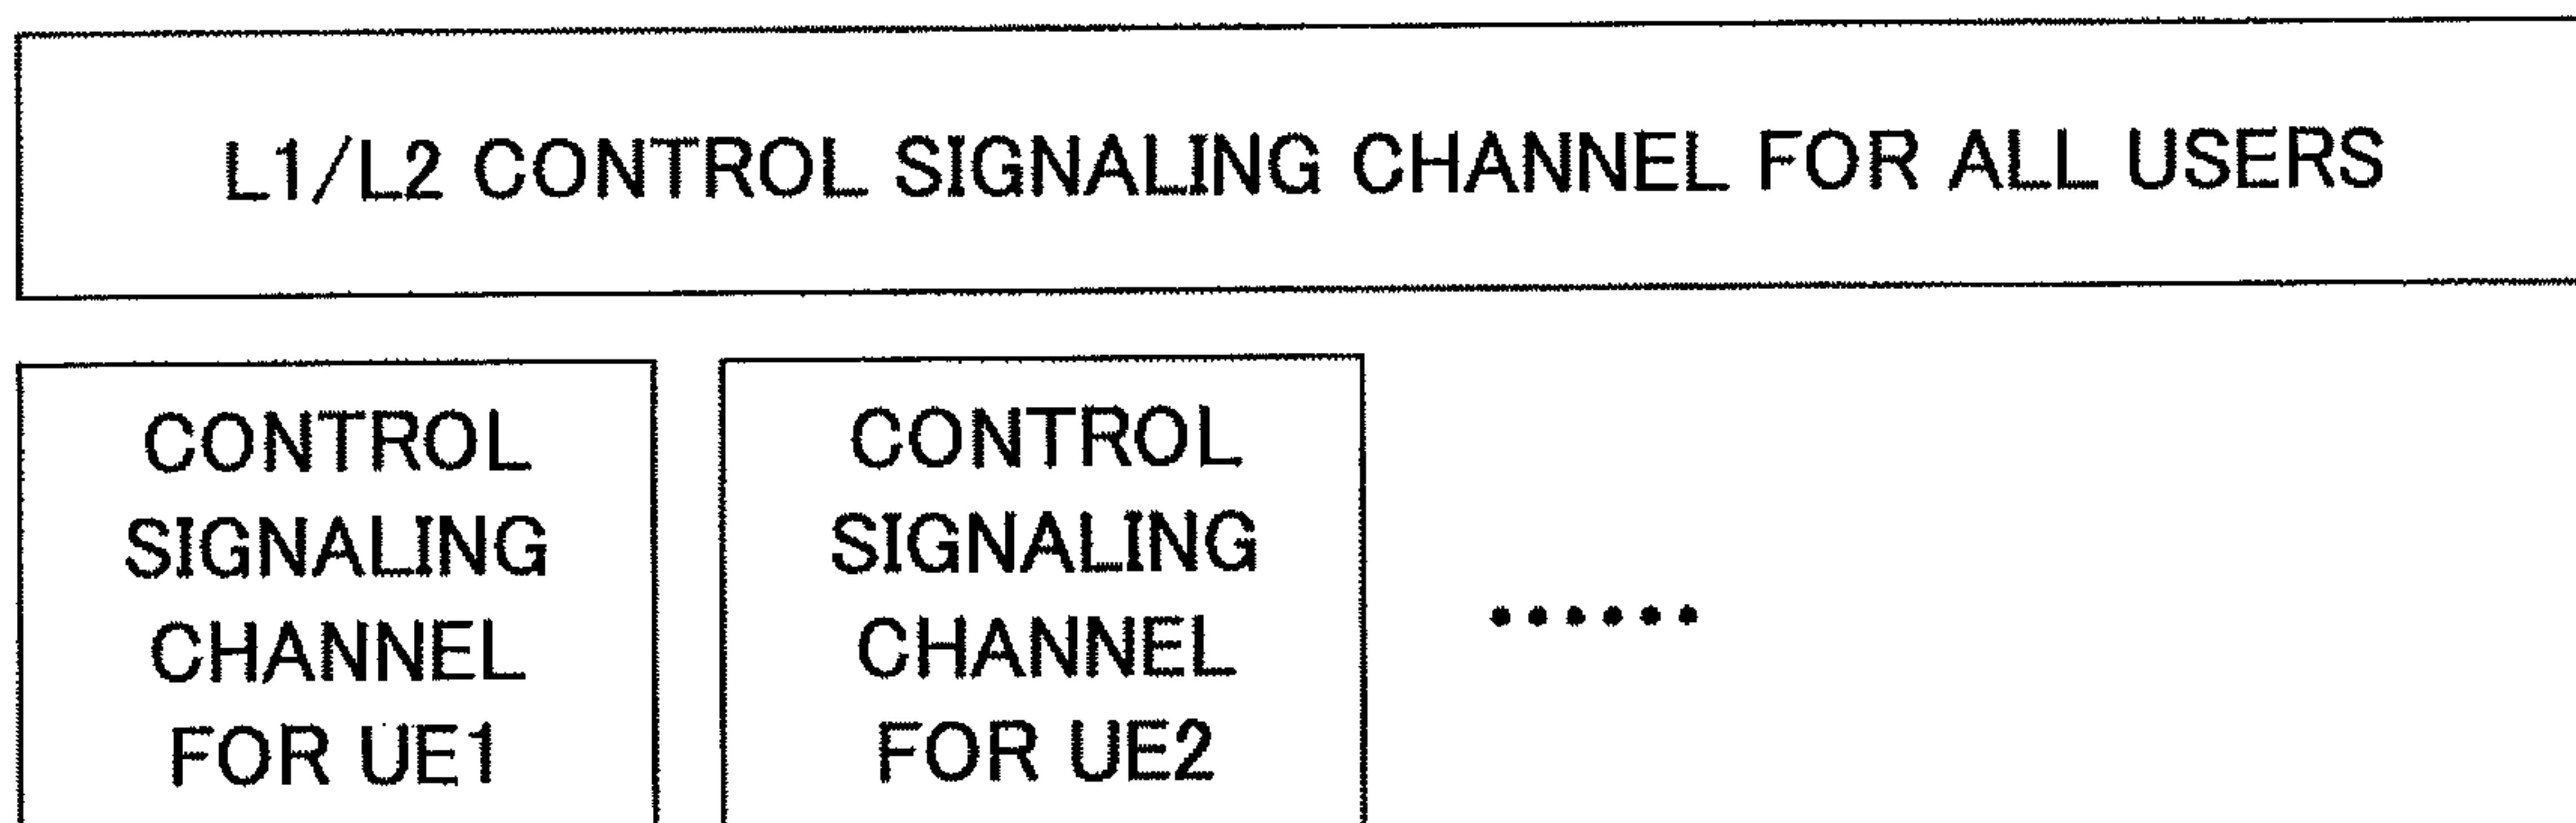 L1/L2 CONTROL SIGNALING CHANNEL FOR ALL USERS
CONTROL
SIGNALING
CHANNEL
FOR UE1
CONTROL
SIGNALING
CHANNEL
FOR UE2
••••••